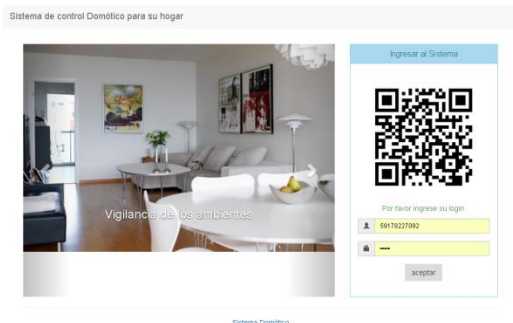 Sistema de control Domótico para su hogar
Ingresar al Sistema
Vigilancia de los ambientes
Por favor ingrese su login
59170227092
aceptar
Sistema Domótico